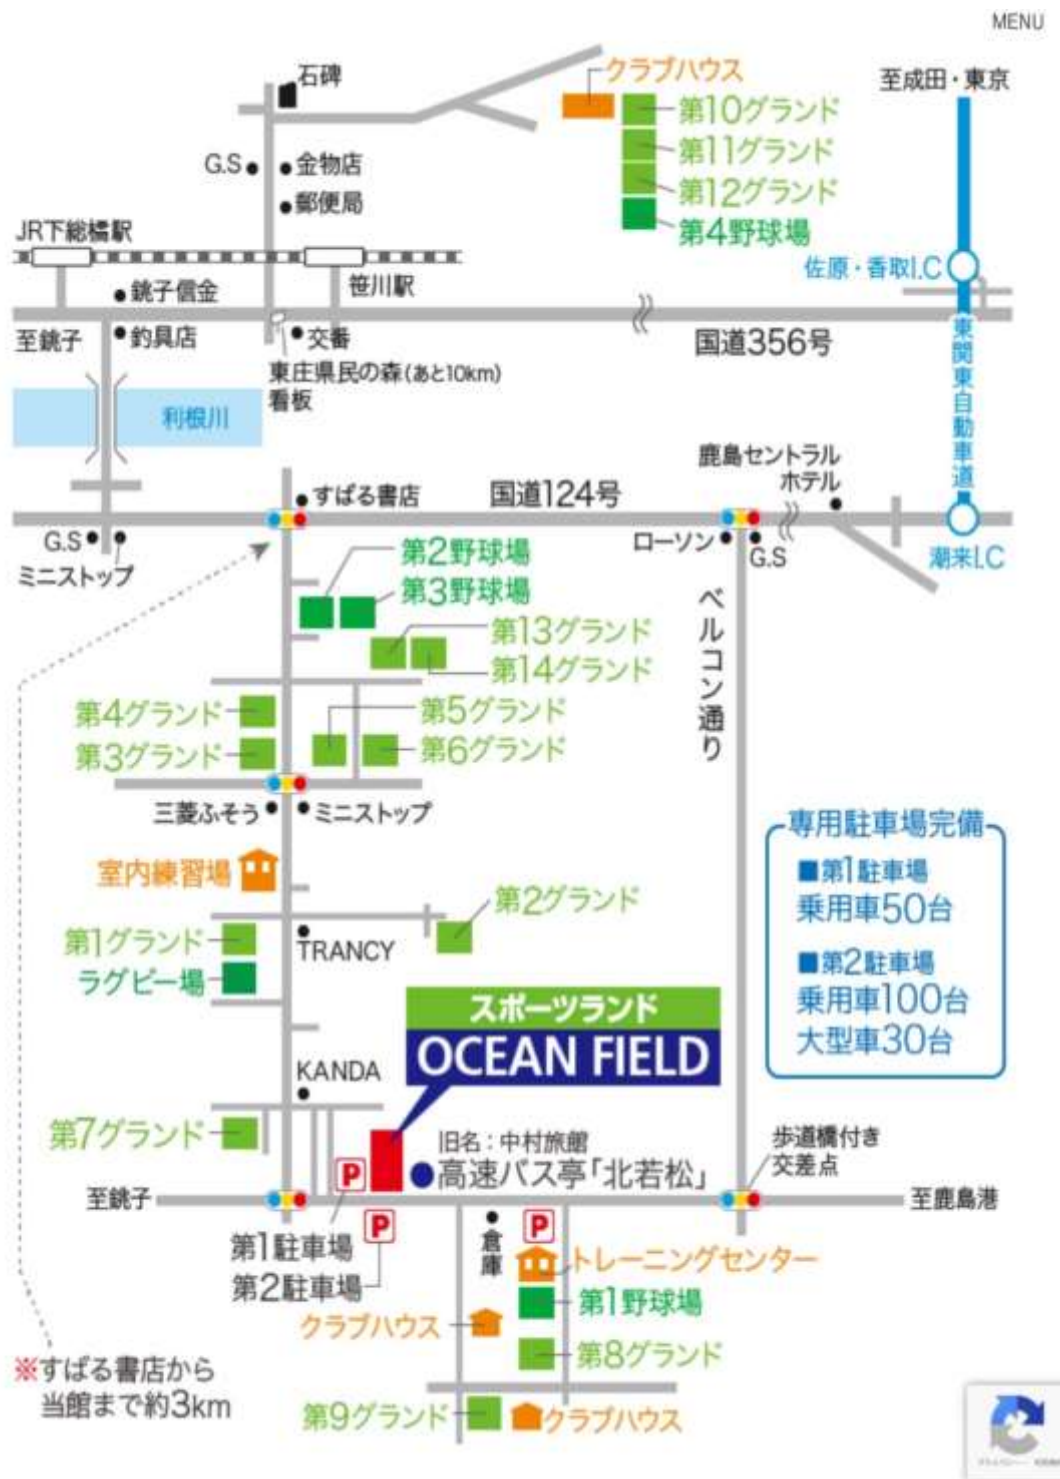 MENU
石碑
クラブハウス
至成田・東京
第10グランド
第11グランド
第12グランド
第4野球場
G.S
金物店
郵便局
JR下総橘駅
佐原・香取I.C
笹川駅
銚子信金
至銚子
釣具店
交番
国道356号
東庄県民の森(あと10km)
看板
東関東自動車道
利根川
鹿島セントラル
ホテル
すばる書店
国道124号
G.S
ミニストップ
ローソン
G.S
潮来I.C
第2野球場
第3野球場
ベルコン通り
第13グランド
第14グランド
第4グランド
第5グランド
第3グランド
第6グランド
三菱ふそう
ミニストップ
専用駐車場完備
■第1駐車場
乗用車50台
■第2駐車場
乗用車100台
大型車30台
室内練習場
第2グランド
第1グランド
TRANCY
ラグビー場
スポーツランド
OCEAN FIELD
KANDA
第7グランド
旧名：中村旅館
高速バス亭「北若松」
歩道橋付き
交差点
P
至銚子
至鹿島港
P
P
第1駐車場
第2駐車場
倉庫
トレーニングセンター
第1野球場
クラブハウス
第8グランド
※すばる書店から
当館まで約3km
第9グランド
クラブハウス